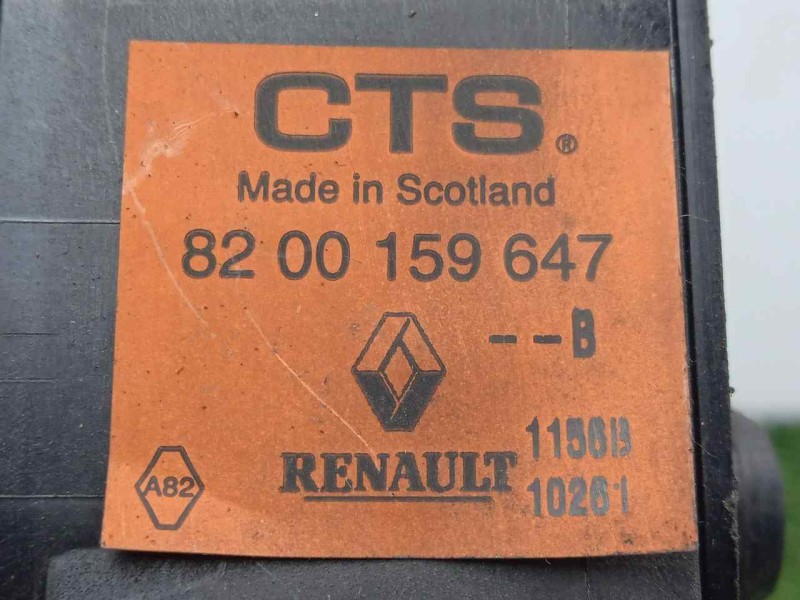 CTS®
Made in Scotland
82 00 159 647
--B
1156B
RENAULT
10261
A82